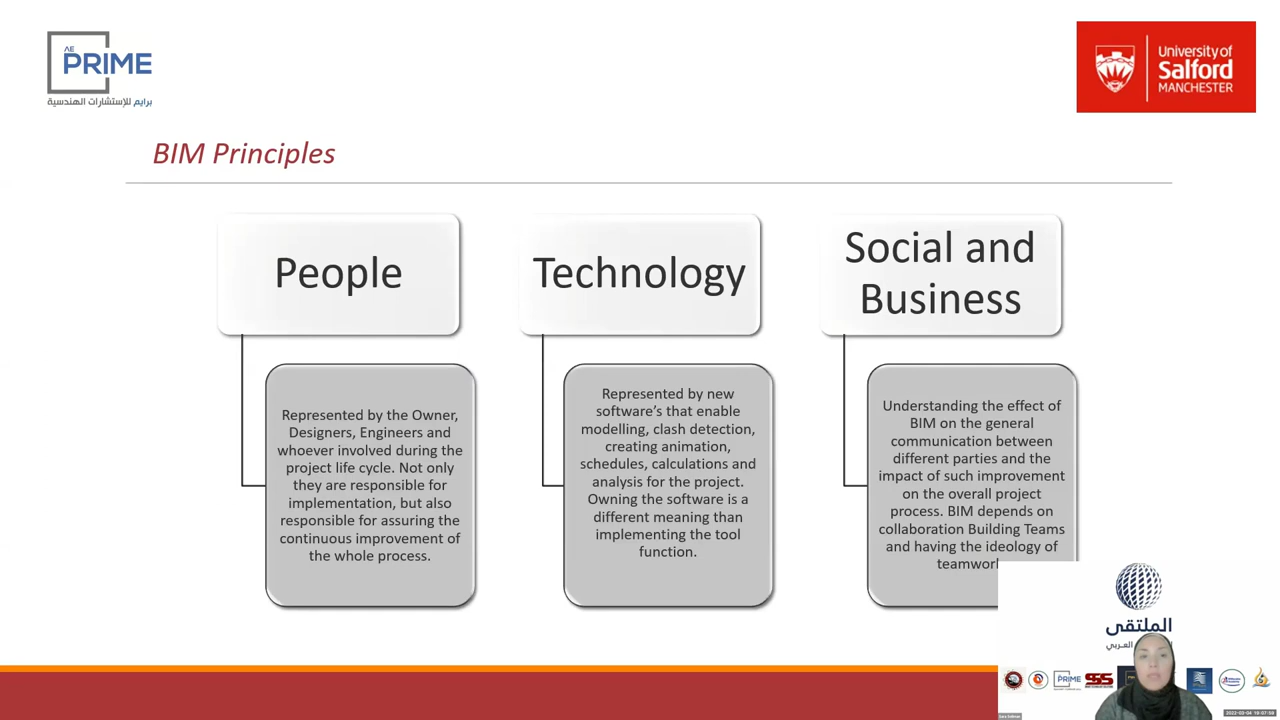 AE
PRIME
برايم للإستشارات الهندسية
University of
Salford
MANCHESTER
BIM Principles
People
Represented by the Owner,
Designers, Engineers and
whoever involved during the
project life cycle. Not only
they are responsible for
implementation, but also
responsible for assuring the
continuous improvement of
the whole process.
Technology
Represented by new
software's that enable
modelling, clash detection,
creating animation,
schedules, calculations and
analysis for the project.
Owning the software is a
different meaning than
implementing the tool
function.
Social and
Business
Understanding the effect of
BIM on the general
communication between
different parties and the
impact of such improvement
on the overall project
process. BIM depends on
collaboration Building Teams
and having the ideology of
teamwork
الملتقى
العربي
PRIME
SGS